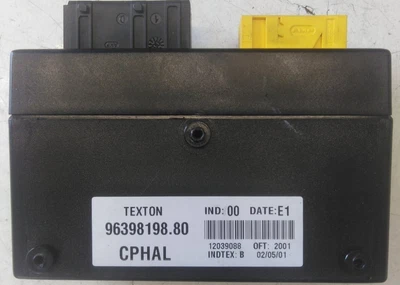 TEXTON IND: 00 DATE: E1
96398198.80
CPHAL
12039088 OFT: 2001
INDTEX: B 02/05/01